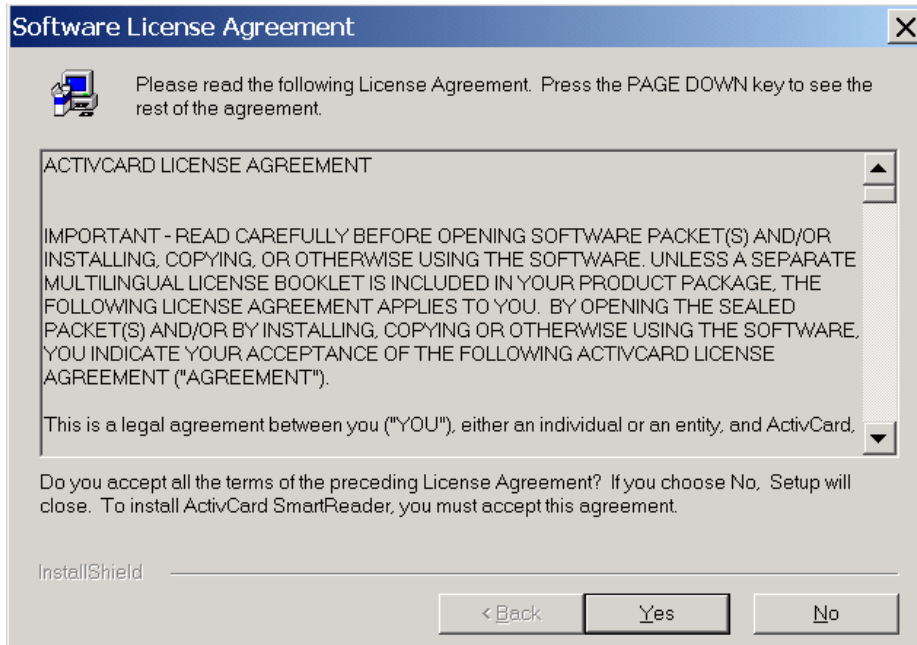 Software License Agreement
Please read the following License Agreement. Press the PAGE DOWN key to see the
rest of the agreement.
ACTIVCARD LICENSE AGREEMENT
IMPORTANT - READ CAREFULLY BEFORE OPENING SOFTWARE PACKET(S) AND/OR
INSTALLING, COPYING, OR OTHERWISE USING THE SOFTWARE. UNLESS A SEPARATE
MULTILINGUAL LICENSE BOOKLET IS INCLUDED IN YOUR PRODUCT PACKAGE, THE
FOLLOWING LICENSE AGREEMENT APPLIES TO YOU. BY OPENING THE SEALED
PACKET(S) AND/OR BY INSTALLING, COPYING OR OTHERWISE USING THE SOFTWARE,
YOU INDICATE YOUR ACCEPTANCE OF THE FOLLOWING ACTIVCARD LICENSE
AGREEMENT ("AGREEMENT").
This is a legal agreement between you ("YOU"), either an individual or an entity, and ActivCard,
Do you accept all the terms of the preceding License Agreement? If you choose No, Setup will
close. To install ActivCard SmartReader, you must accept this agreement.
InstallShield
< Back
Yes
No